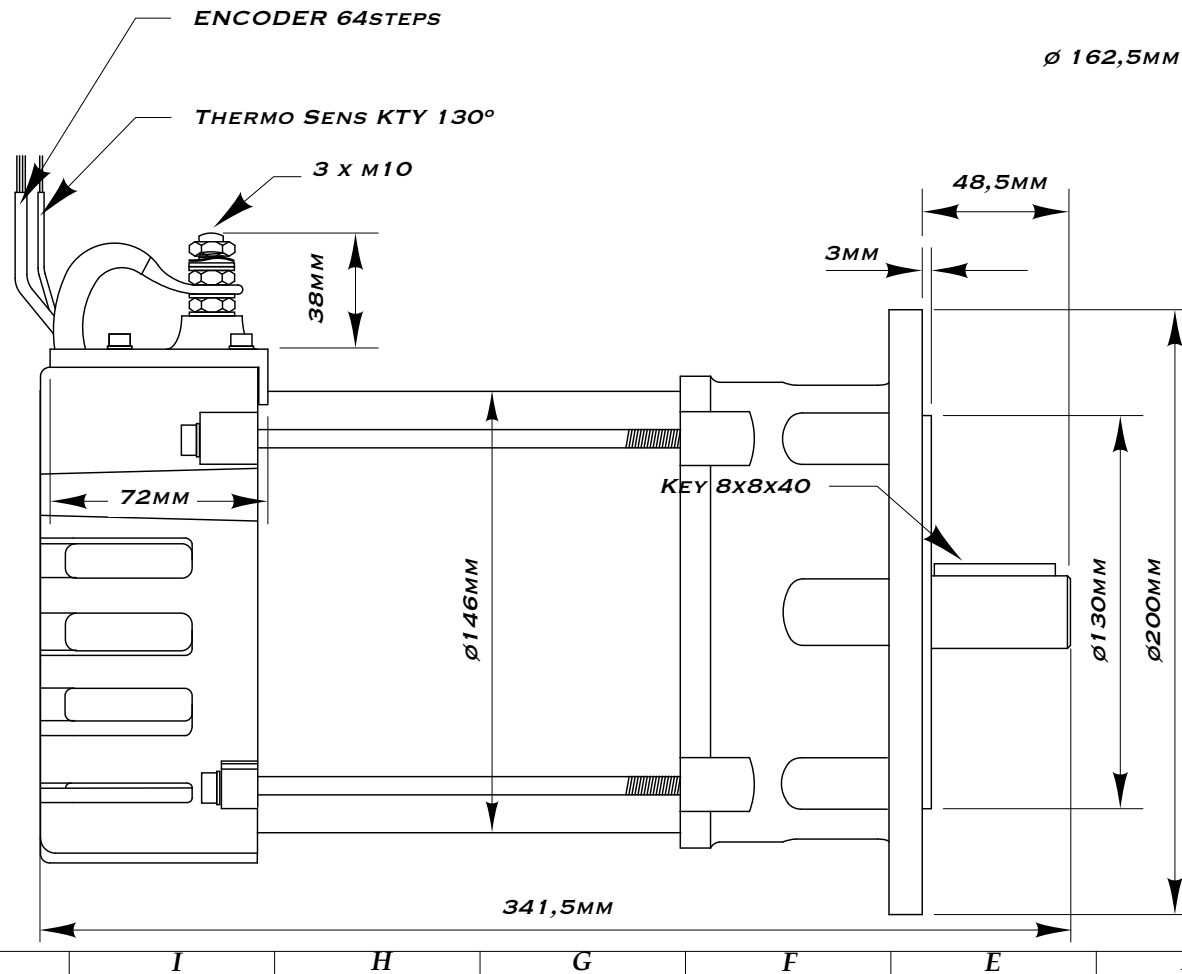 ENCODER 64STEPS
ø 162,5MM
THERMO SENS KTY 130º
3 X M10
48,5MM
3MM
38MM
72MM
KEY 8X8X40
ø146MM
ø130MM
ø200MM
341,5MM
I H G F E